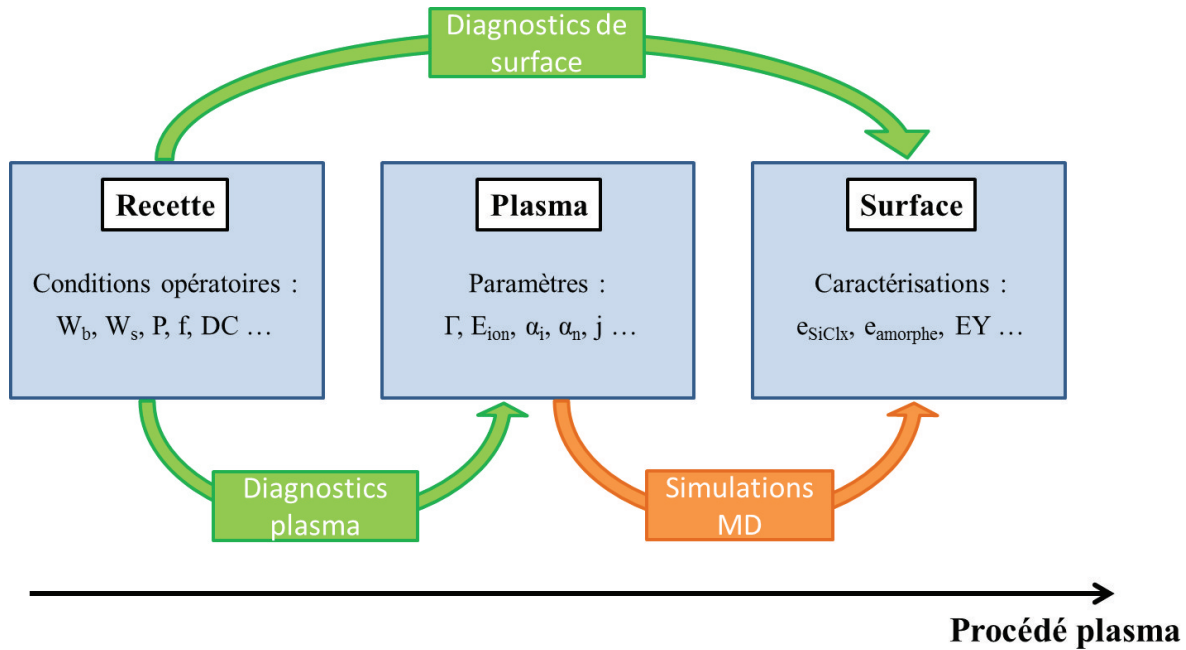 Diagnostics de
surface
Recette
Conditions opératoires :
W_b, W_s, P, f, DC ...
Plasma
Paramètres :
Γ, E_ion, α_i, α_n, j ...
Surface
Caractérisations :
e_SiClx, e_amorphe, EY ...
Diagnostics
plasma
Simulations
MD
Procédé plasma